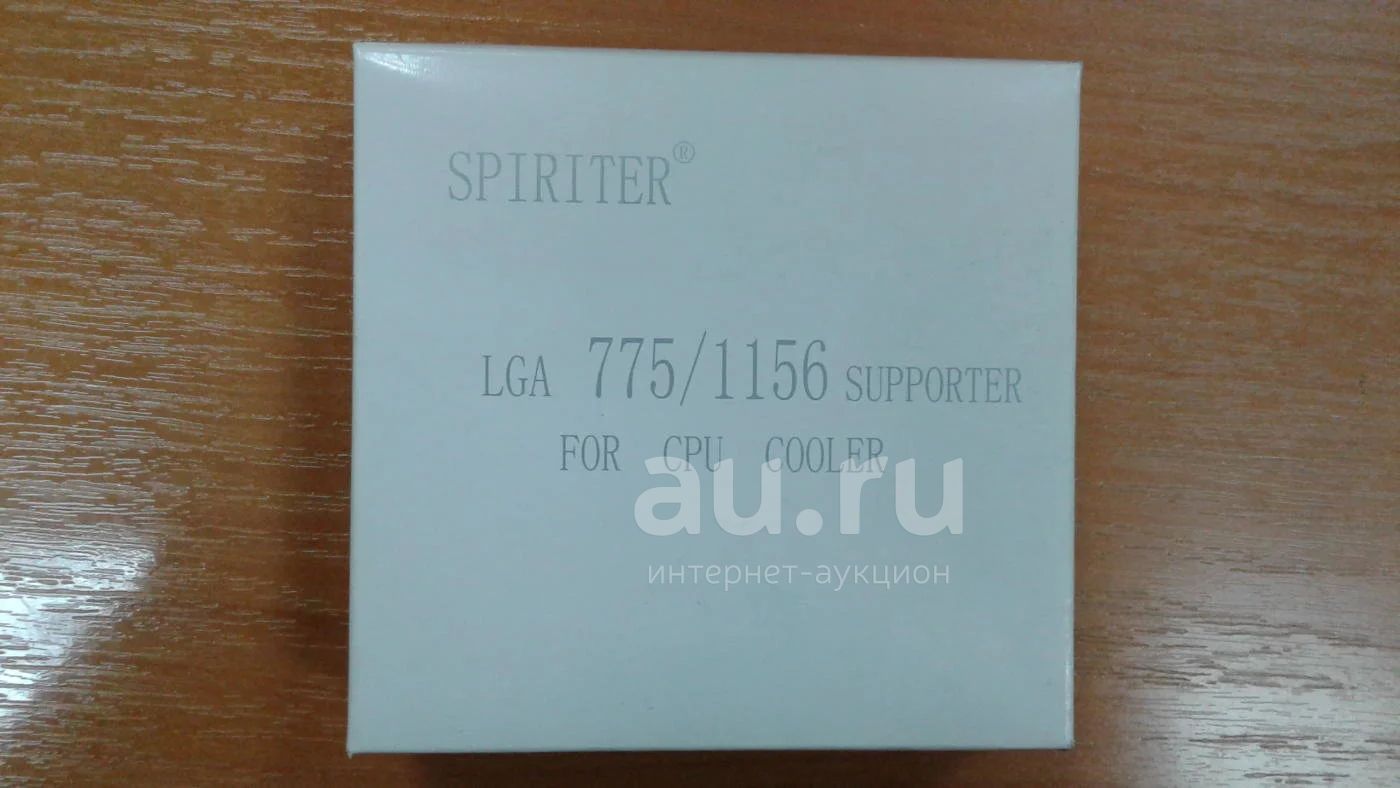 SPIRITER®
LGA 775/1156 SUPPORTER
FOR CPU COOLER
au.ru
интернет-аукцион